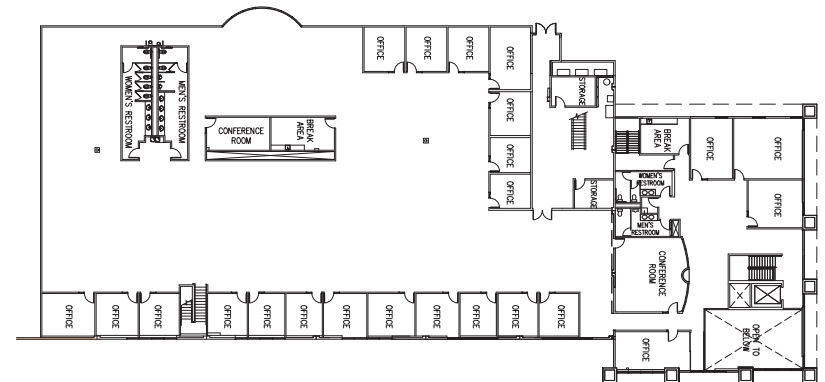 OFFICE
OFFICE
OFFICE
OFFICE
WOMEN'S RESTROOM
MEN'S RESTROOM
STORAGE
OFFICE
CONFERENCE
ROOM
BREAK
AREA
BREAK
AREA
OFFICE
OFFICE
OFFICE
OFFICE
STORAGE
WOMEN'S
RESTROOM
OFFICE
MEN'S
RESTROOM
CONFERENCE
ROOM
OFFICE
OFFICE
OFFICE
OFFICE
OFFICE
OFFICE
OFFICE
OFFICE
OFFICE
OFFICE
OFFICE
OFFICE
OFFICE
OPEN TO
BELOW